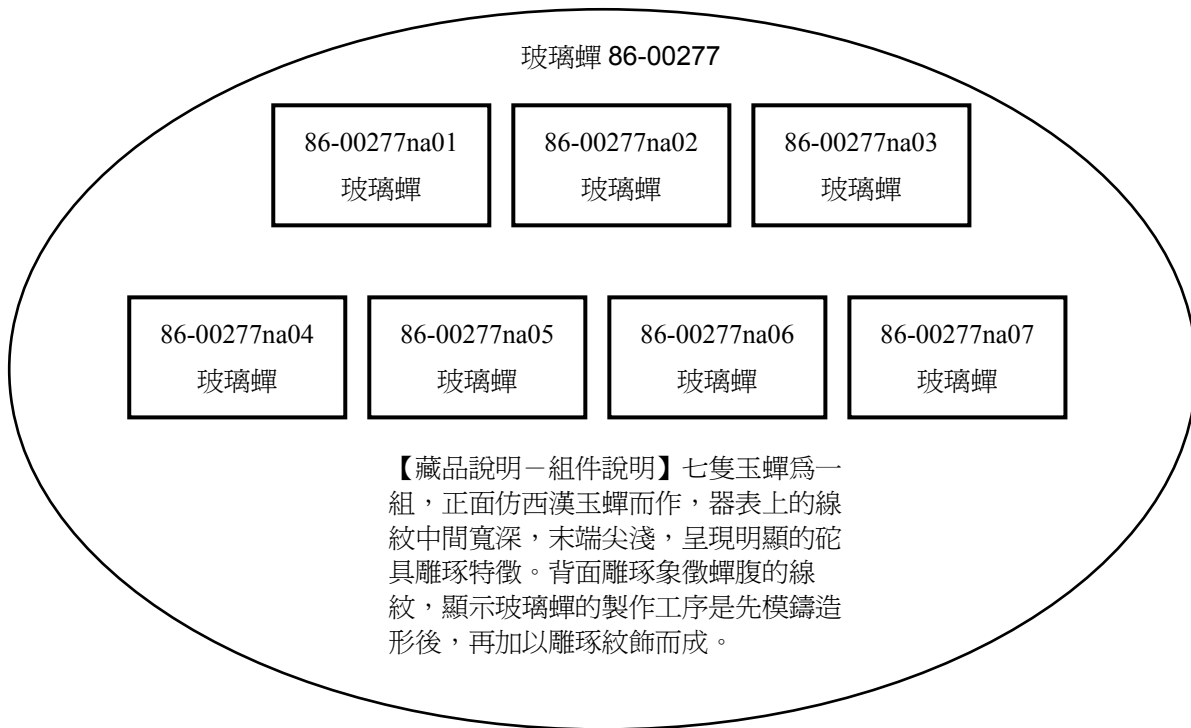 玻璃蟬 86-00277
86-00277na01
玻璃蟬
86-00277na02
玻璃蟬
86-00277na03
玻璃蟬
86-00277na04
玻璃蟬
86-00277na05
玻璃蟬
86-00277na06
玻璃蟬
86-00277na07
玻璃蟬
【藏品說明－組件說明】七隻玉蟬爲一
組，正面仿西漢玉蟬而作，器表上的線
紋中間寬深，末端尖淺，呈現明顯的砣
具雕琢特徵。背面雕琢象徵蟬腹的線
紋，顯示玻璃蟬的製作工序是先模鑄造
形後，再加以雕琢紋飾而成。